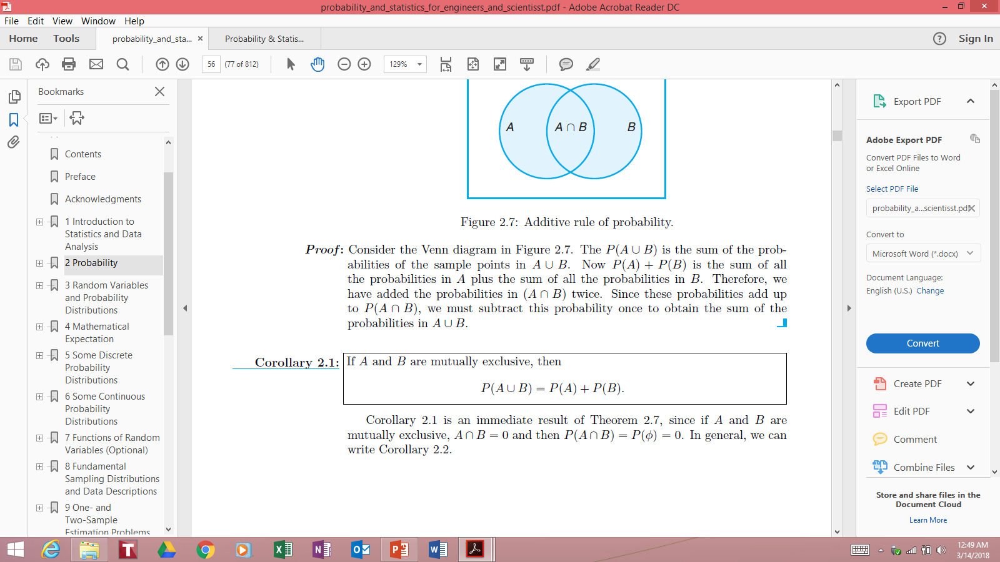 probability_and_statistics_for_engineers_and_scientisst.pdf - Adobe Acrobat Reader DC
File Edit View Window Help
Home Tools probability_and_sta... × Probability & Statis... Sign In
56 (77 of 812) 129%
Bookmarks
Contents
Preface
Acknowledgments
1 Introduction to
Statistics and Data
Analysis
2 Probability
3 Random Variables
and Probability
Distributions
4 Mathematical
Expectation
5 Some Discrete
Probability
Distributions
6 Some Continuous
Probability
Distributions
7 Functions of Random
Variables (Optional)
8 Fundamental
Sampling Distributions
and Data Descriptions
9 One- and
Two-Sample
Estimation Problems
A A ∩ B B
Figure 2.7: Additive rule of probability.
Proof: Consider the Venn diagram in Figure 2.7. The P(A ∪ B) is the sum of the prob-
abilities of the sample points in A ∪ B. Now P(A) + P(B) is the sum of all
the probabilities in A plus the sum of all the probabilities in B. Therefore, we
have added the probabilities in (A ∩ B) twice. Since these probabilities add up
to P(A ∩ B), we must subtract this probability once to obtain the sum of the
probabilities in A ∪ B.
Corollary 2.1: If A and B are mutually exclusive, then
P(A ∪ B) = P(A) + P(B).
Corollary 2.1 is an immediate result of Theorem 2.7, since if A and B are
mutually exclusive, A ∩ B = 0 and then P(A ∩ B) = P(ϕ) = 0. In general, we can
write Corollary 2.2.
Export PDF
Adobe Export PDF
Convert PDF Files to Word
or Excel Online
Select PDF File
probability_a...scientisst.pdf
Convert to
Microsoft Word (*.docx)
Document Language:
English (U.S.) Change
Convert
Create PDF
Edit PDF
Comment
Combine Files
Store and share files in the
Document Cloud
Learn More
12:49 AM
3/14/2018